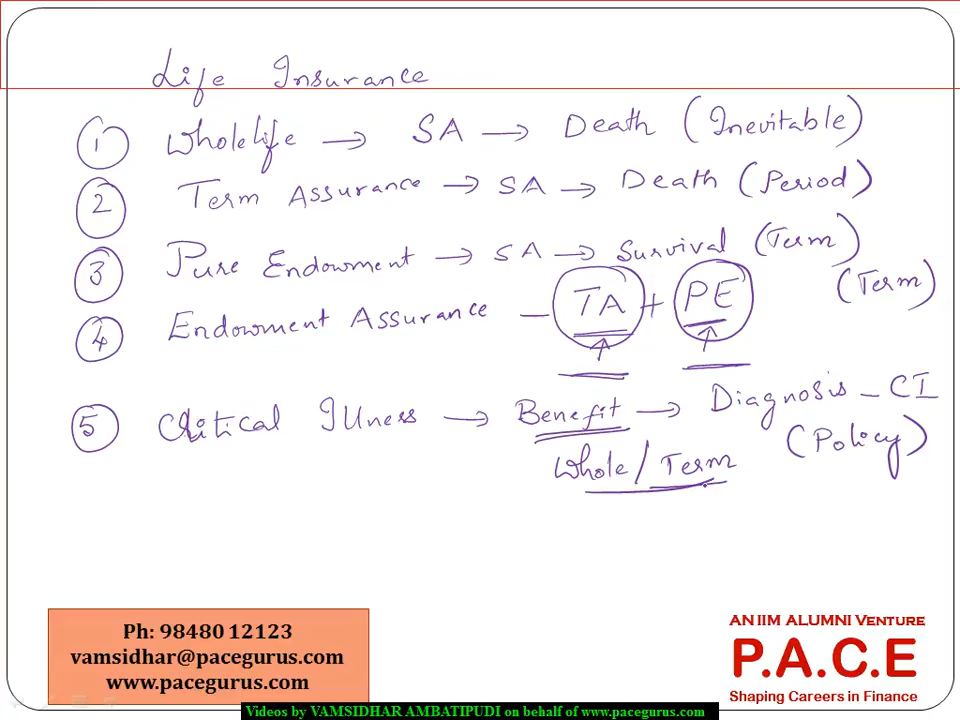 Life Insurance
1 Wholelife → SA → Death (Inevitable)
2 Term Assurance → SA → Death (Period)
3 Pure Endowment → SA → Survival (Term)
(Term)
4 Endowment Assurance - TA + PE
5 Critical Illness → Benefit → Diagnosis - CI
(Policy)
Whole / Term
Ph: 98480 12123
vamsidhar@pacegurus.com
www.pacegurus.com
AN IIM ALUMNI VENTURE
P.A.C.E
Shaping Careers in Finance
Videos by VAMSIDHAR AMBATIPUDI on behalf of www.pacegurus.com